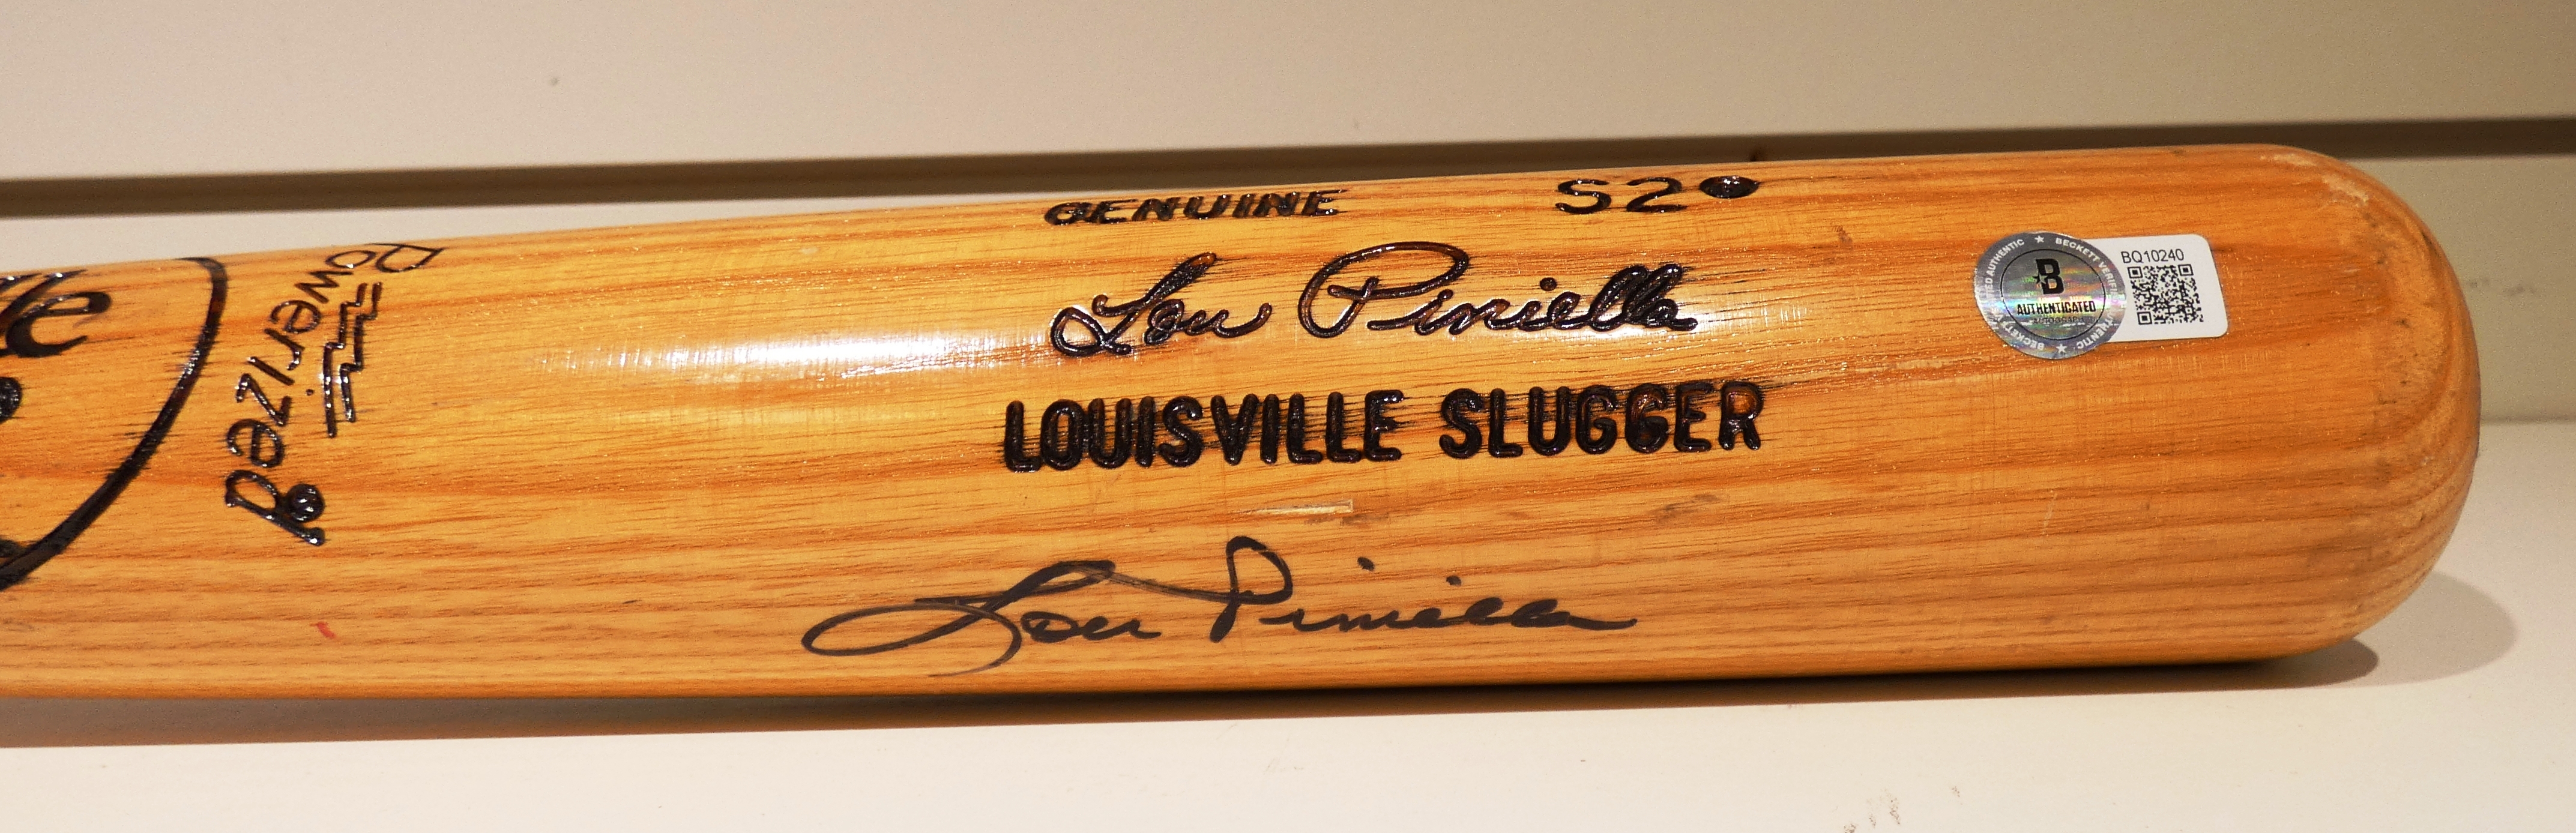 GENUINE S2
Lou Piniella
LOUISVILLE SLUGGER
Lou Piniella
Powerized
BQ10240
B
AUTHENTICATED